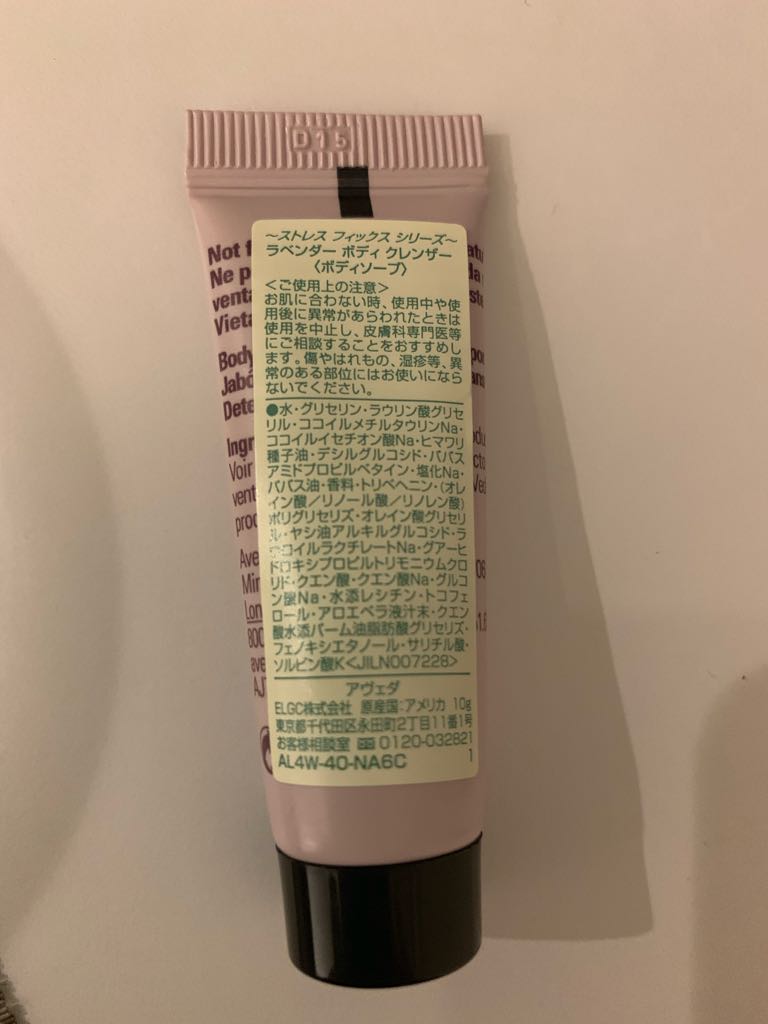 D15
～ストレス フィックス シリーズ～
ラベンダー ボディ クレンザー
〈ボディソープ〉
＜ご使用上の注意＞
お肌に合わない時、使用中や使
用後に異常があらわれたときは
使用を中止し、皮膚科専門医等
にご相談することをおすすめし
ます。傷やはれもの、湿疹等、異
常のある部位にはお使いになら
ないでください。
●水・グリセリン・ラウリン酸グリセ
リル・ココイルメチルタウリンNa・
ココイルイセチオン酸Na・ヒマワリ
種子油・デシルグルコシド・ババス
アミドプロピルベタイン・塩化Na・
ババス油・香料・トリベヘニン・(オレ
イン酸／リノール酸／リノレン酸)
ポリグリセリズ・オレイン酸グリセリ
ル・ヤシ油アルキルグルコシド・ラ
ウロイルラクチレートNa・グアーヒ
ドロキシプロピルトリモニウムクロ
リド・クエン酸・クエン酸Na・グルコ
ン酸Na・水添レシチン・トコフェ
ロール・アロエベラ液汁末・クエン
酸水添パーム油脂肪酸グリセリズ・
フェノキシエタノール・サリチル酸・
ソルビン酸K<JILN007228>
アヴェダ
ELGC株式会社 原産国:アメリカ 10g
東京都千代田区永田町2丁目11番1号
お客様相談室 0120-032821
AL4W-40-NA6C 1
Not
Ne
Body
Voir
800